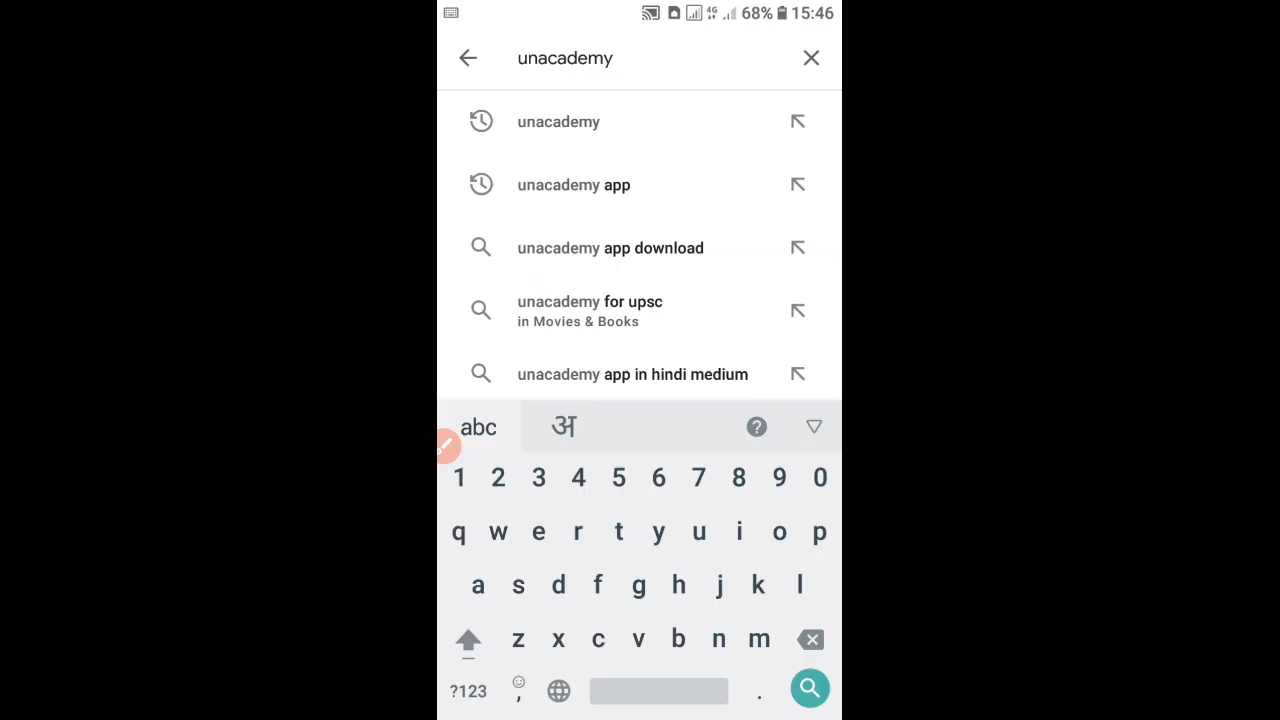 68% 15:46
unacademy
unacademy
unacademy app
unacademy app download
unacademy for upsc
in Movies & Books
unacademy app in hindi medium
abc अ ?
1 2 3 4 5 6 7 8 9 0
q w e r t y u i o p
a s d f g h j k l
z x c v b n m
?123 , .